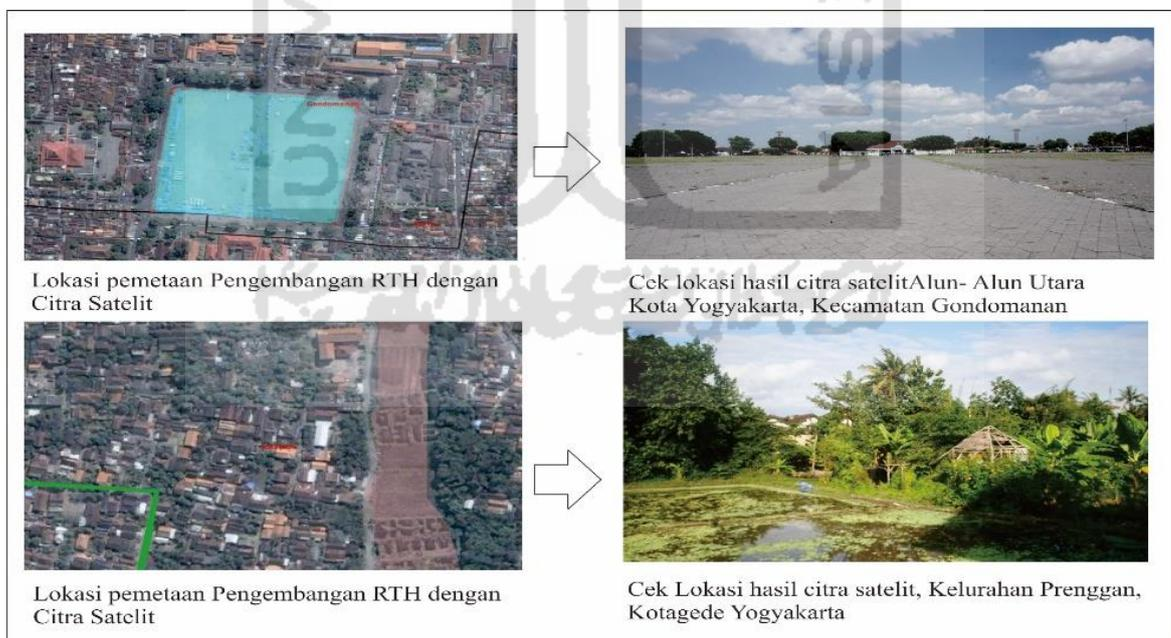 Gondomanan
Lokasi pemetaan Pengembangan RTH dengan
Citra Satelit
Cek lokasi hasil citra satelitAlun- Alun Utara
Kota Yogyakarta, Kecamatan Gondomanan
Lokasi pemetaan Pengembangan RTH dengan
Citra Satelit
Cek Lokasi hasil citra satelit, Kelurahan Prenggan,
Kotagede Yogyakarta